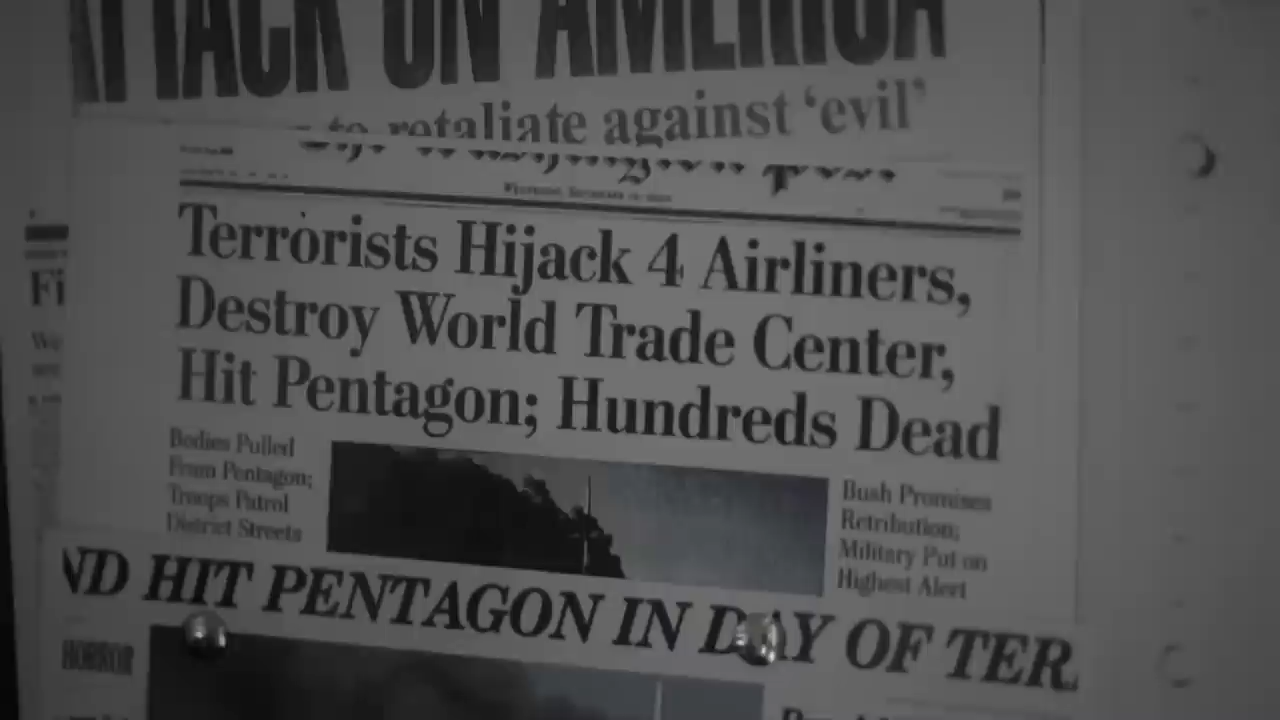 ATTACK ON AMERICA
to retaliate against ‘evil’
Terrorists Hijack 4 Airliners,
Destroy World Trade Center,
Hit Pentagon; Hundreds Dead
Bodies Pulled
From Pentagon;
Troops Patrol
District Streets
Bush Promises
Retribution;
Military Put on
Highest Alert
Fi
ND HIT PENTAGON IN DAY OF TER
HORROR